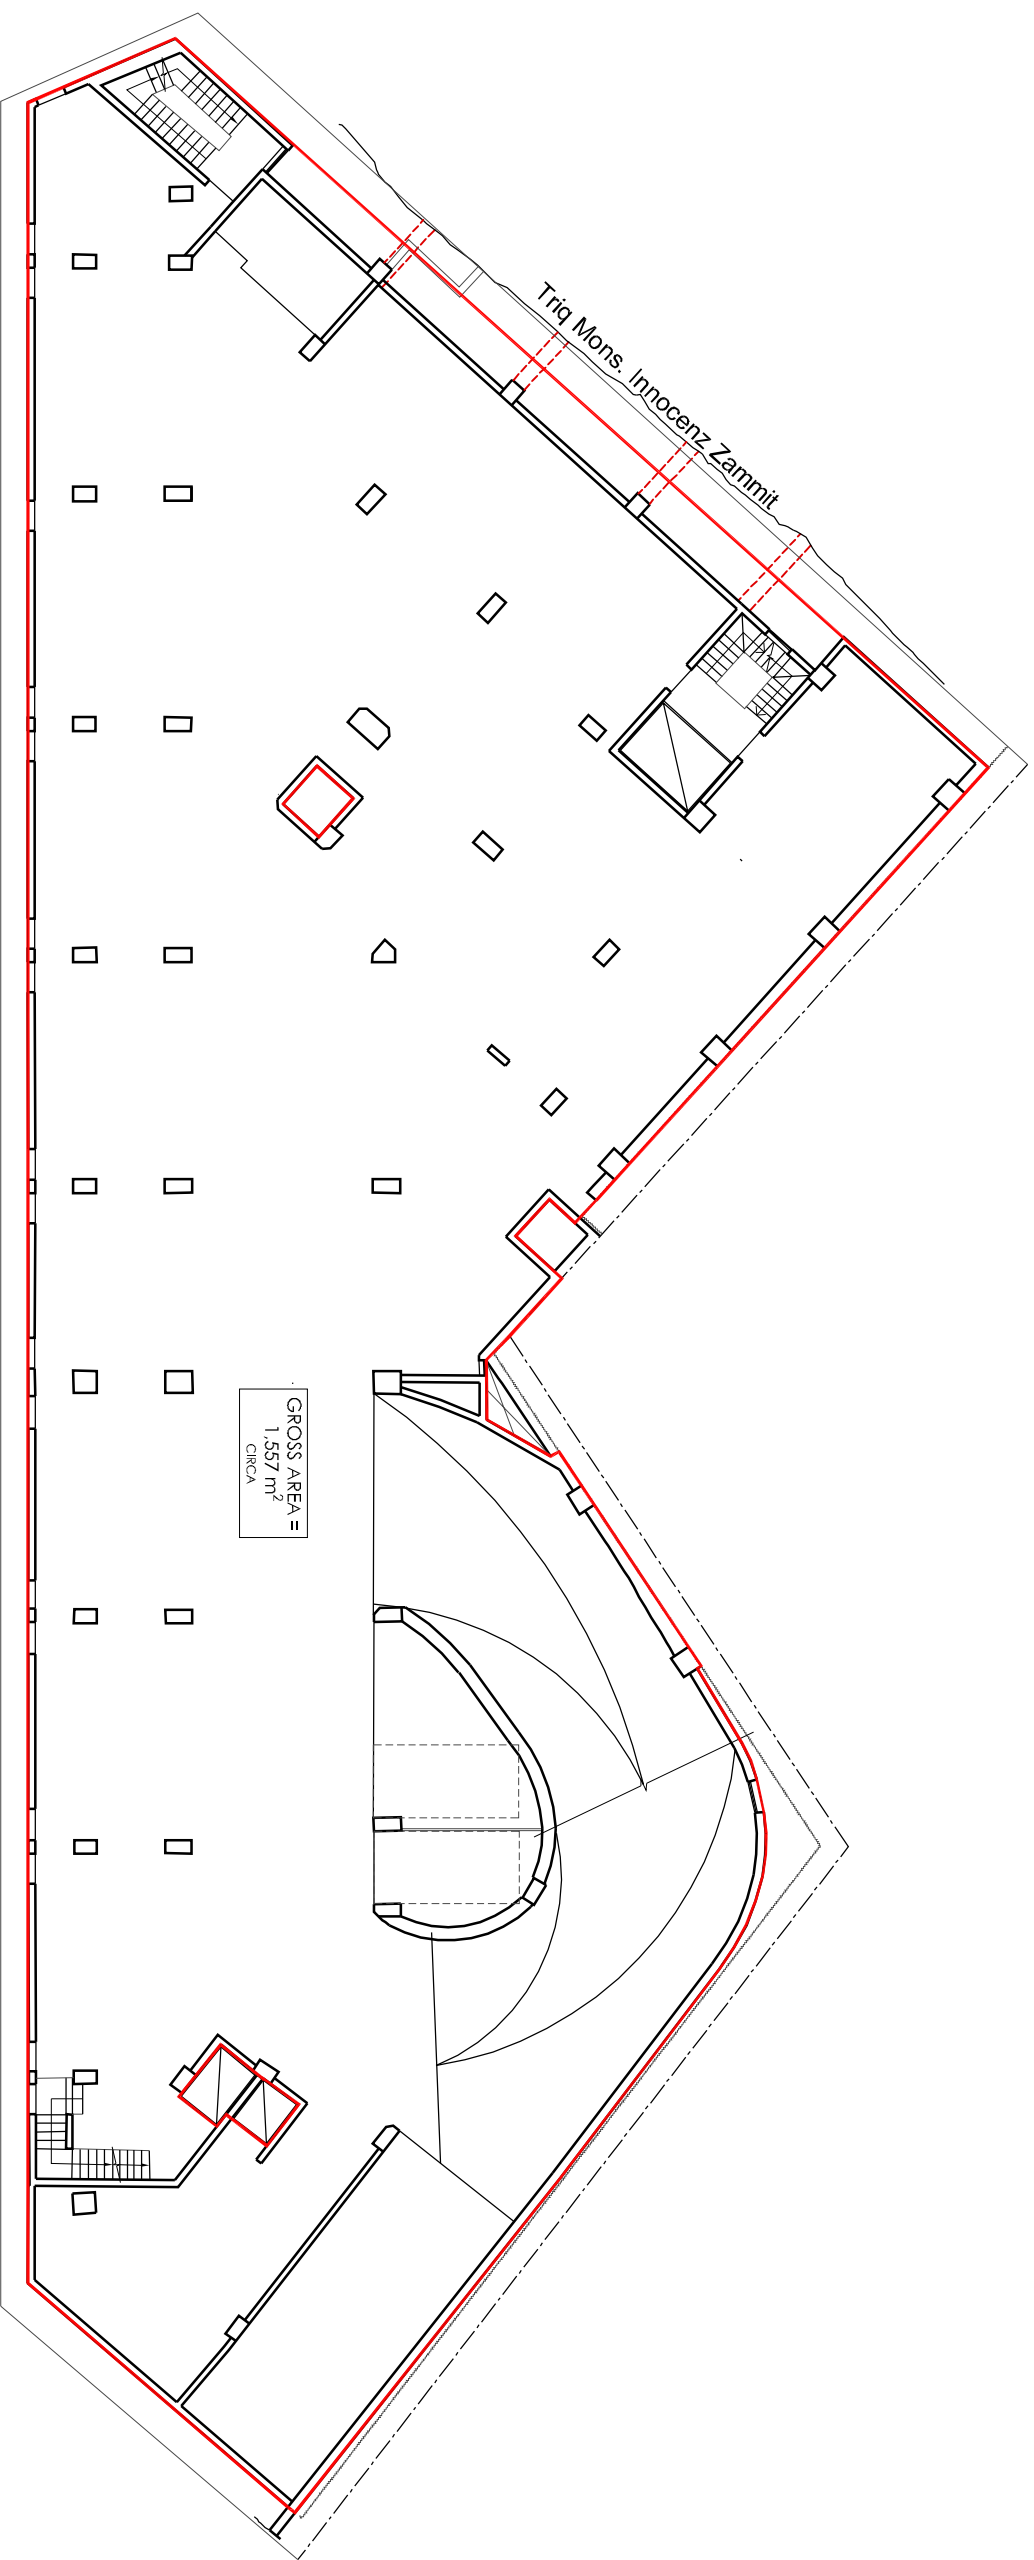 Triq Mons. Innocenz Zammit
GROSS AREA =
1,557 m²
CIRCA